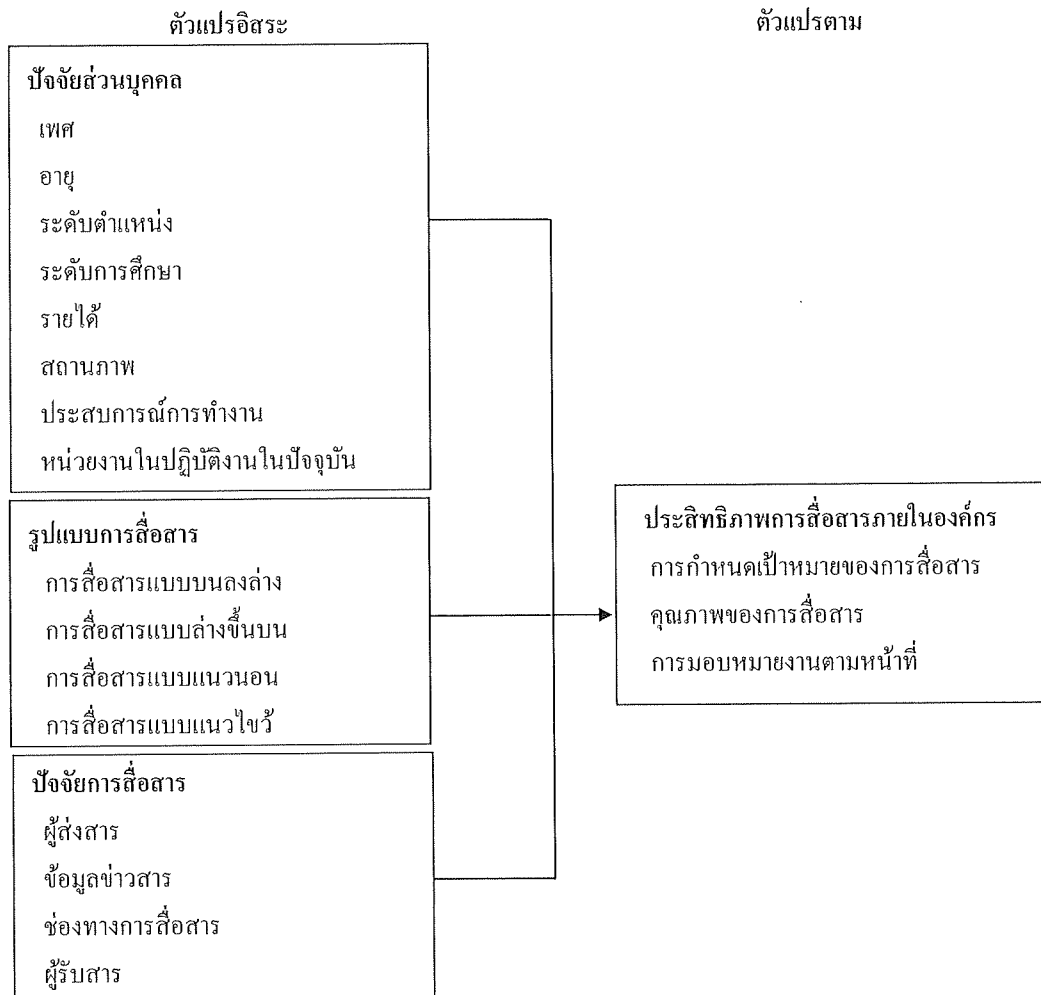 ตัวแปรอิสระ
ตัวแปรตาม
ปัจจัยส่วนบุคคล
เพศ
อายุ
ระดับตำแหน่ง
ระดับการศึกษา
รายได้
สถานภาพ
ประสบการณ์การทำงาน
หน่วยงานในปฏิบัติงานในปัจจุบัน
รูปแบบการสื่อสาร
การสื่อสารแบบบนลงล่าง
การสื่อสารแบบล่างขึ้นบน
การสื่อสารแบบแนวนอน
การสื่อสารแบบแนวไขว้
ปัจจัยการสื่อสาร
ผู้ส่งสาร
ข้อมูลข่าวสาร
ช่องทางการสื่อสาร
ผู้รับสาร
ประสิทธิภาพการสื่อสารภายในองค์กร
การกำหนดเป้าหมายของการสื่อสาร
คุณภาพของการสื่อสาร
การมอบหมายงานตามหน้าที่